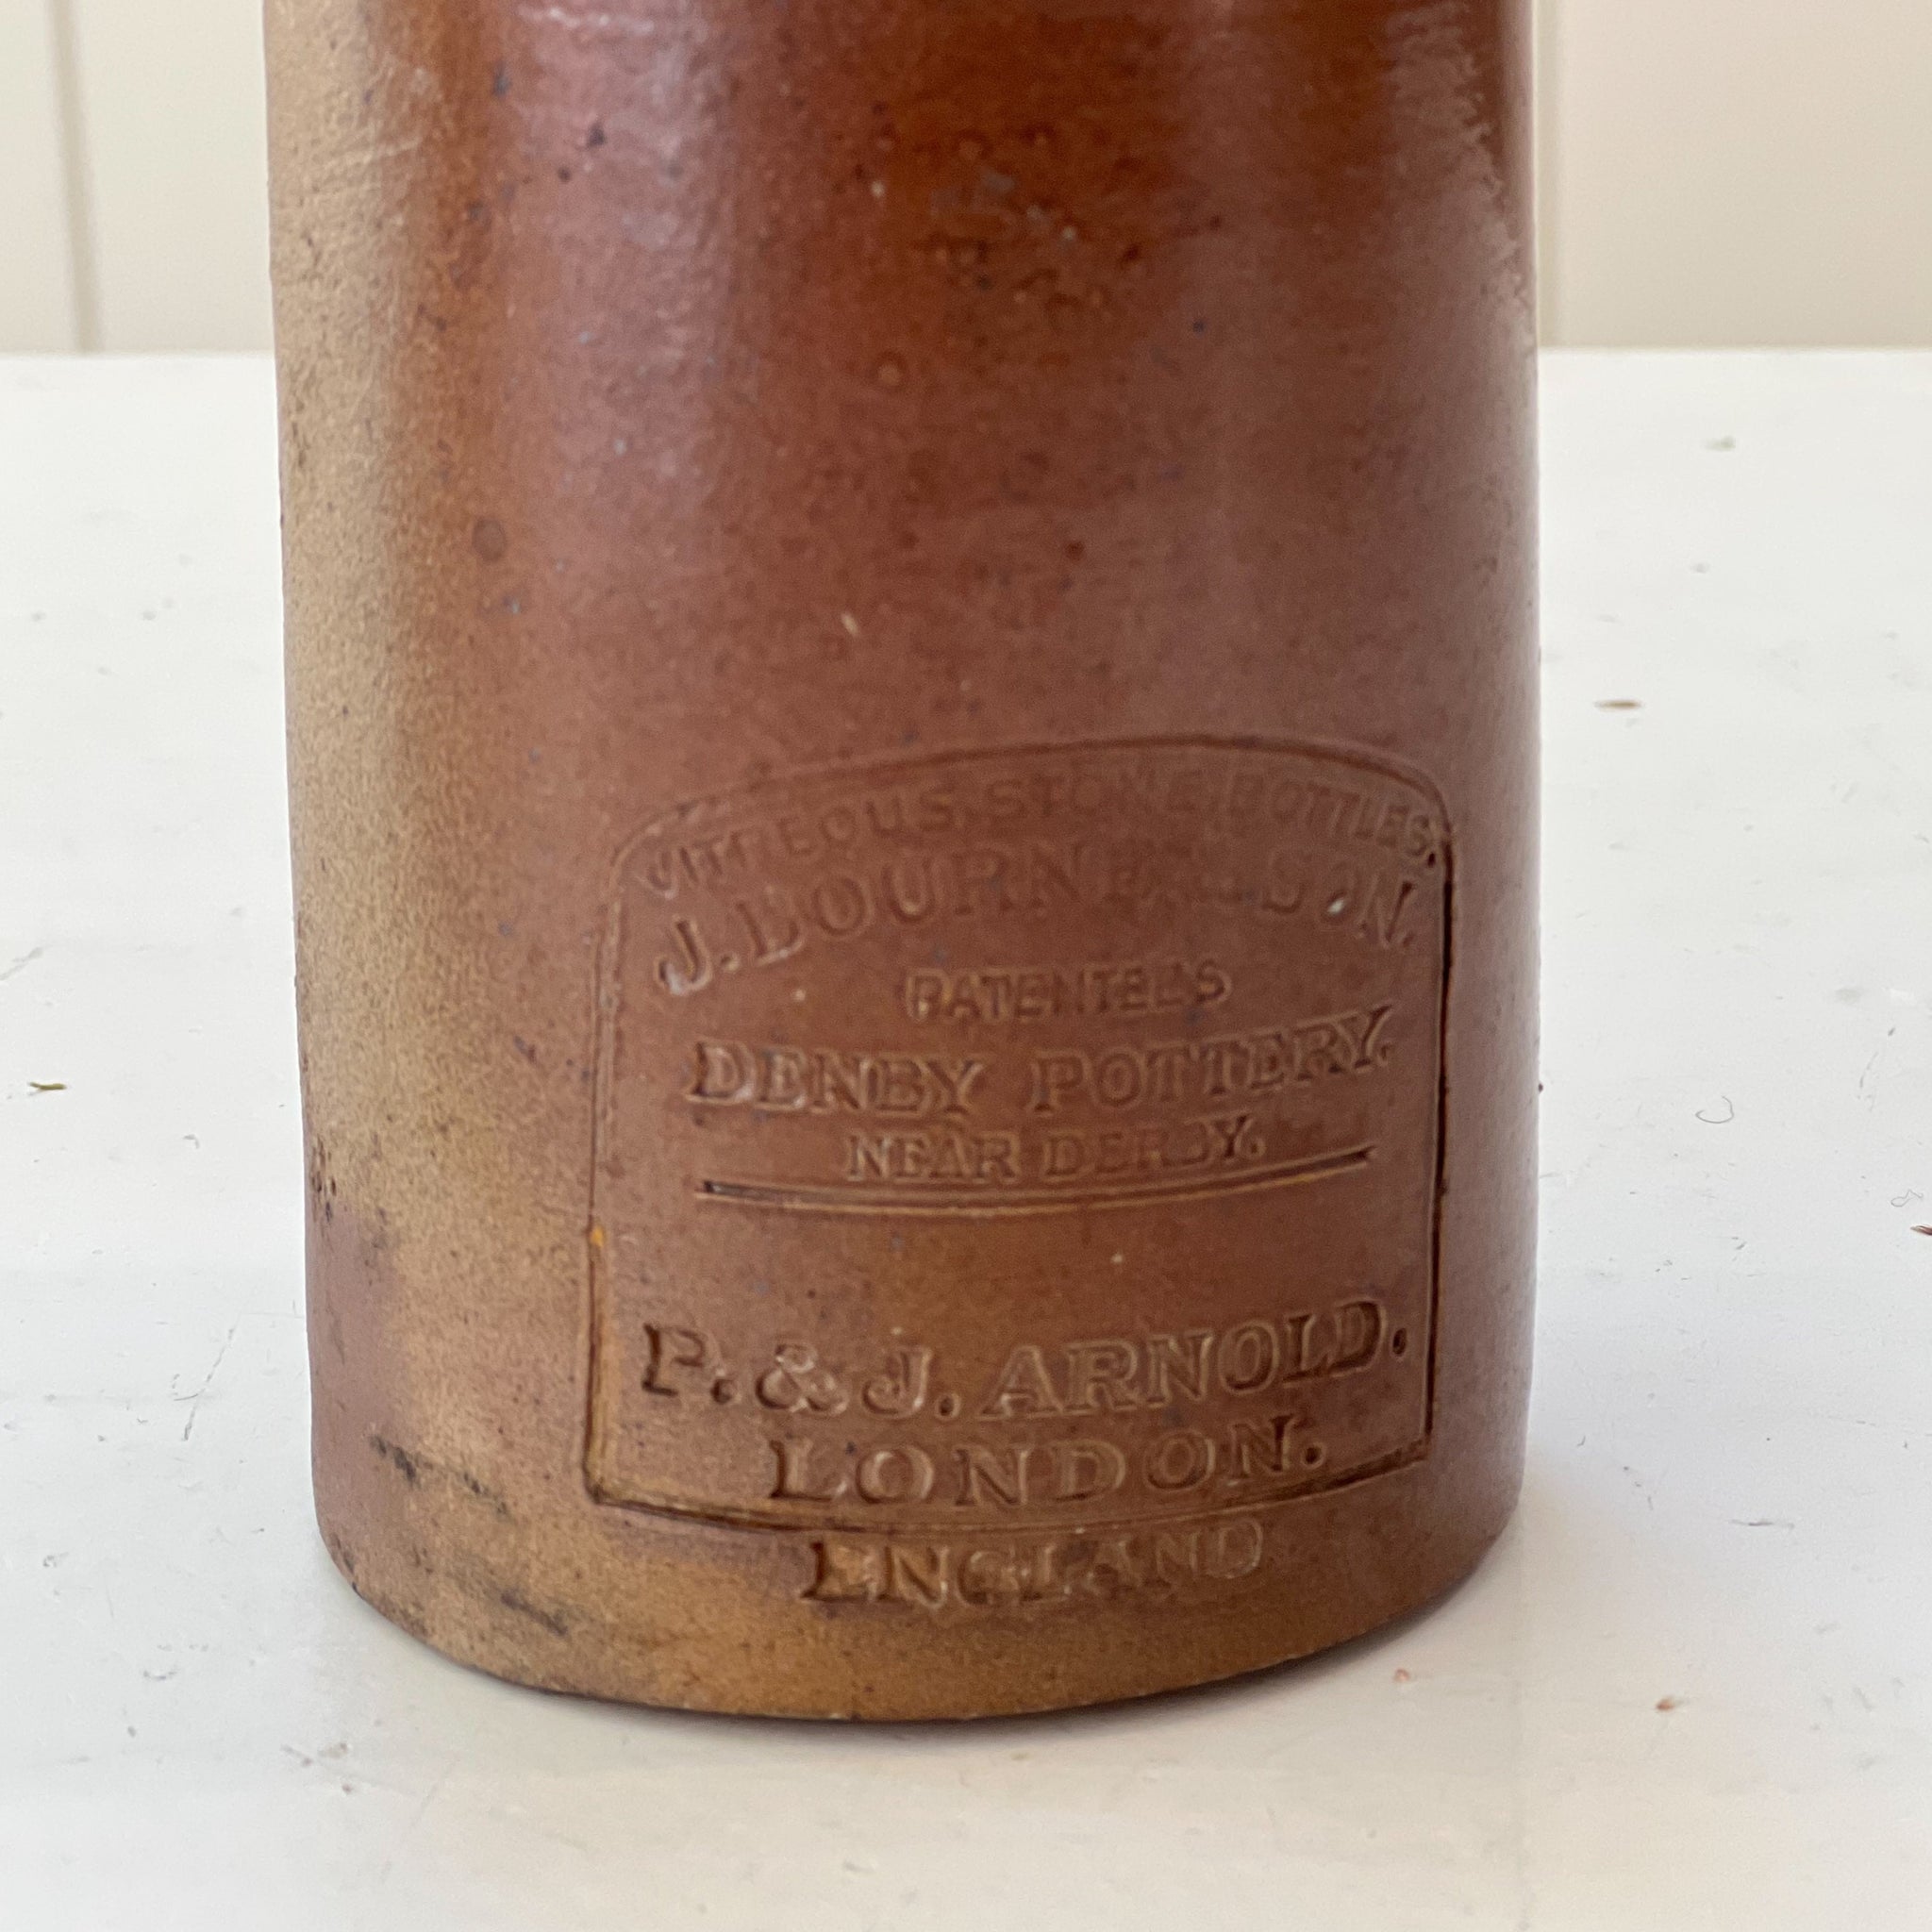 VITREOUS STONE BOTTLES,
J. BOURNE & SON.
PATENTEES
DENBY POTTERY.
NEAR DERBY.
P. & J. ARNOLD.
LONDON.
ENGLAND